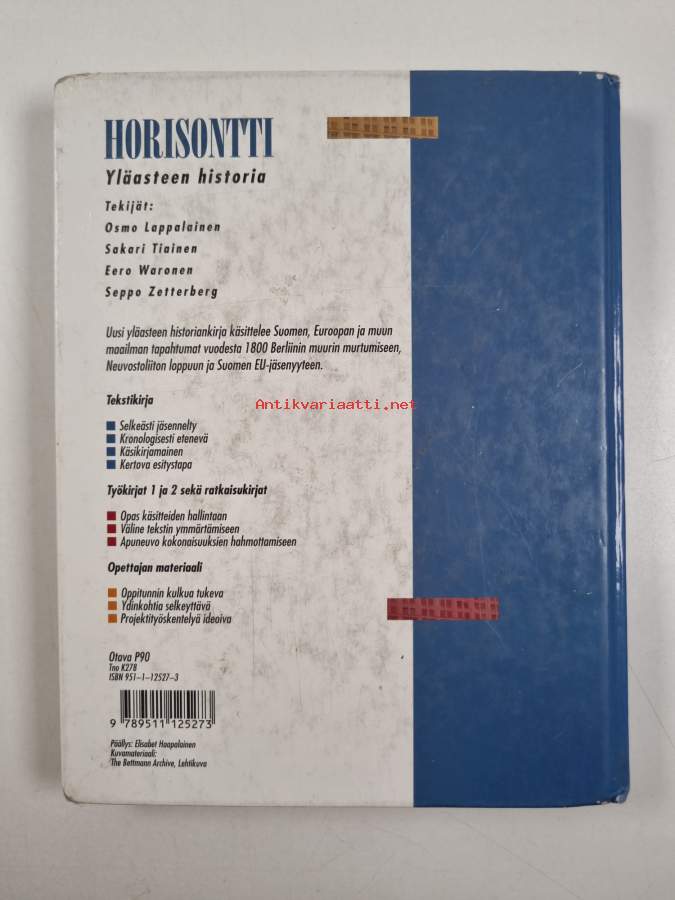 HORISONTTI
Yläasteen historia
Tekijät:
Osmo Lappalainen
Sakari Tiainen
Eero Waronen
Seppo Zetterberg
Uusi yläasteen historiankirja käsittelee Suomen, Euroopan ja muun
maailman tapahtumat vuodesta 1800 Berliinin muurin murtumiseen,
Neuvostoliiton loppuun ja Suomen EU-jäsenyyteen.
Antikvariaatti.net
Tekstikirja
Selkeästi jäsennelty
Kronologisesti etenevä
Käsikirjamainen
Kertova esitystapa
Työkirjat 1 ja 2 sekä ratkaisukirjat
Opas käsitteiden hallintaan
Väline tekstin ymmärtämiseen
Apuneuvo kokonaisuuksien hahmottamiseen
Opettajan materiaali
Oppitunnin kulkua tukeva
Ydinkohtia selkeyttävä
Projektityöskentelyä ideoiva
Otava P90
Tno K278
ISBN 951-1-12527-3
9 789511 125273
Päällys: Elisabet Haapalainen
Kuvamateriaali:
The Bettmann Archive, Lehtikuva